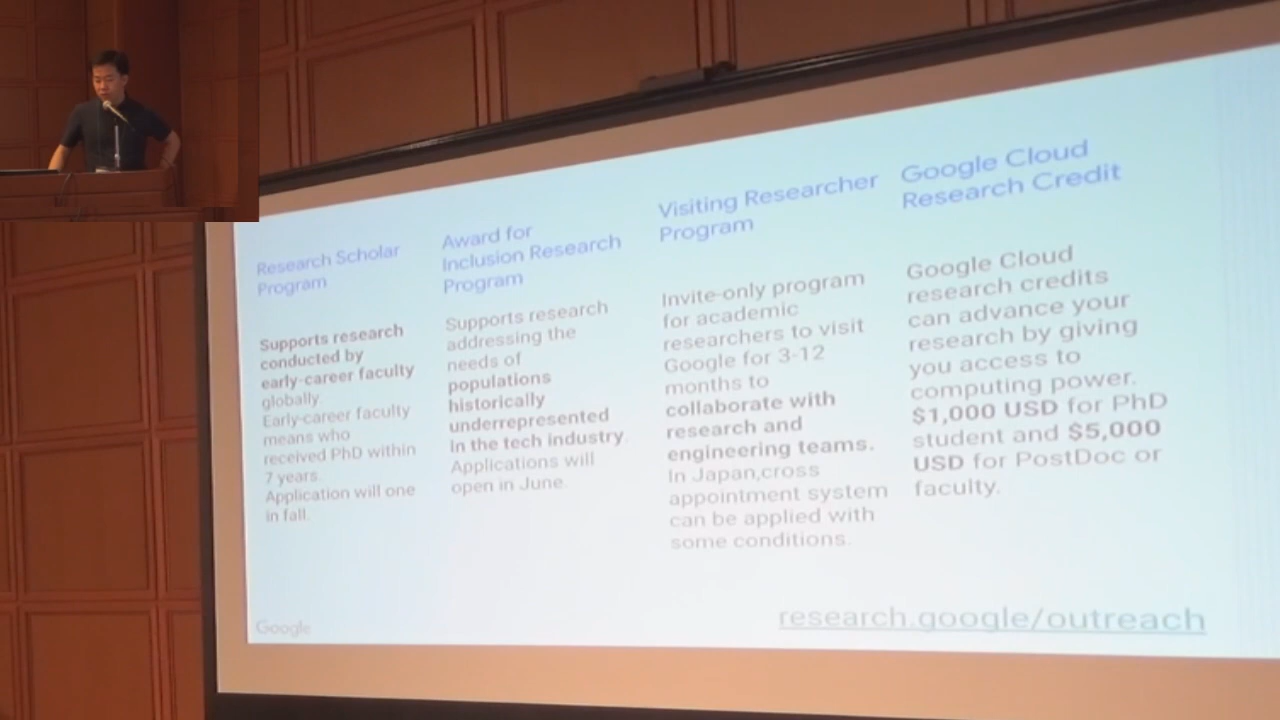 Research Scholar
Program
Supports research
conducted by
early-career faculty
globally.
Early-career faculty
means who
received PhD within
7 years.
Application will one
in fall.
Award for
Inclusion Research
Program
Supports research
addressing the
needs of
populations
historically
underrepresented
in the tech industry.
Applications will
open in June.
Visiting Researcher
Program
Invite-only program
for academic
researchers to visit
Google for 3-12
months to
collaborate with
research and
engineering teams.
In Japan,cross
appointment system
can be applied with
some conditions.
Google Cloud
Research Credit
Google Cloud
research credits
can advance your
research by giving
you access to
computing power.
$1,000 USD for PhD
student and $5,000
USD for PostDoc or
faculty.
Google
research.google/outreach